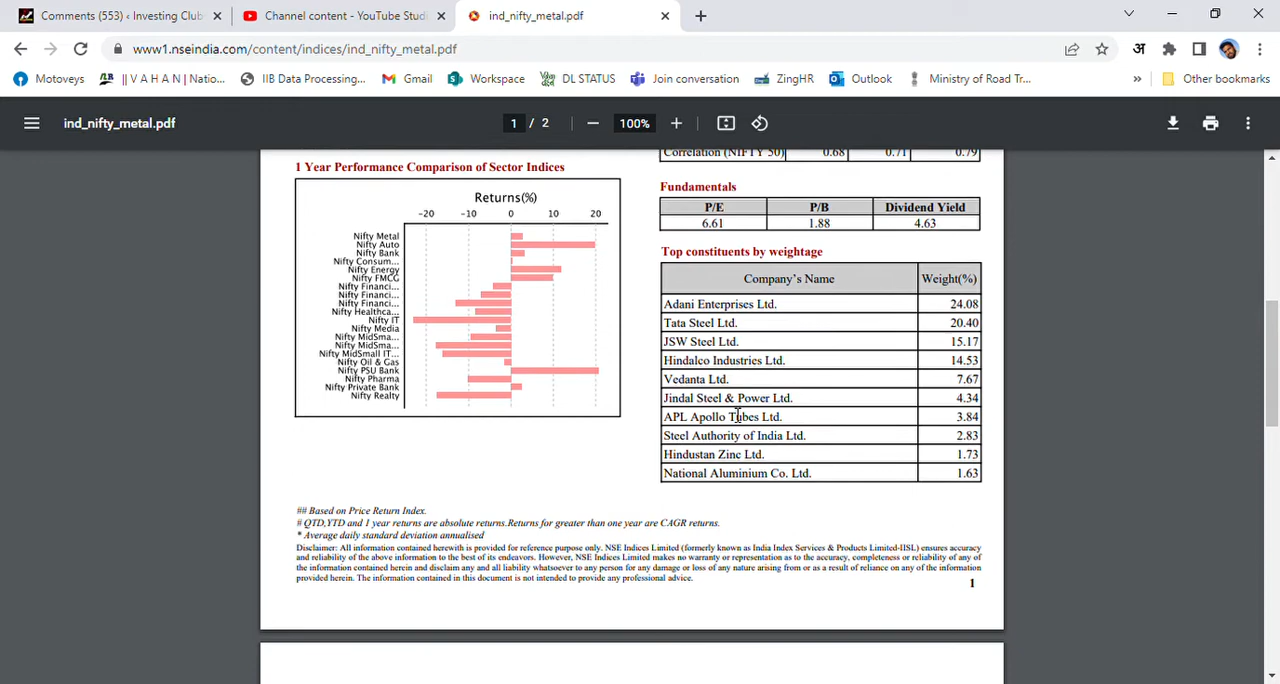 Comments (553) ‹ Investing Club
Channel content - YouTube Studi
ind_nifty_metal.pdf
www1.nseindia.com/content/indices/ind_nifty_metal.pdf
अ
Motoveys
|| V A H A N | Natio...
IIB Data Processing...
Gmail
Workspace
DL STATUS
Join conversation
ZingHR
Outlook
Ministry of Road Tr...
»
Other bookmarks
ind_nifty_metal.pdf
1 / 2
100%
Correlation (NIFTY 50) 0.68 0.71 0.79
1 Year Performance Comparison of Sector Indices
Returns(%)
-20 -10 0 10 20
Nifty Metal
Nifty Auto
Nifty Bank
Nifty Consum...
Nifty Energy
Nifty FMCG
Nifty Financi...
Nifty Financi...
Nifty Financi...
Nifty Healthca...
Nifty IT
Nifty Media
Nifty MidSma...
Nifty MidSma...
Nifty MidSmall IT...
Nifty Oil & Gas
Nifty PSU Bank
Nifty Pharma
Nifty Private Bank
Nifty Realty
Fundamentals
P/E P/B Dividend Yield
6.61 1.88 4.63
Top constituents by weightage
Company's Name Weight(%)
Adani Enterprises Ltd. 24.08
Tata Steel Ltd. 20.40
JSW Steel Ltd. 15.17
Hindalco Industries Ltd. 14.53
Vedanta Ltd. 7.67
Jindal Steel & Power Ltd. 4.34
APL Apollo Tubes Ltd. 3.84
Steel Authority of India Ltd. 2.83
Hindustan Zinc Ltd. 1.73
National Aluminium Co. Ltd. 1.63
## Based on Price Return Index.
# QTD,YTD and 1 year returns are absolute returns.Returns for greater than one year are CAGR returns.
* Average daily standard deviation annualised
Disclaimer: All information contained herewith is provided for reference purpose only. NSE Indices Limited (formerly known as India Index Services & Products Limited-IISL) ensures accuracy
and reliability of the above information to the best of its endeavors. However, NSE Indices Limited makes no warranty or representation as to the accuracy, completeness or reliability of any of
the information contained herein and disclaim any and all liability whatsoever to any person for any damage or loss of any nature arising from or as a result of reliance on any of the information
provided herein. The information contained in this document is not intended to provide any professional advice.
1